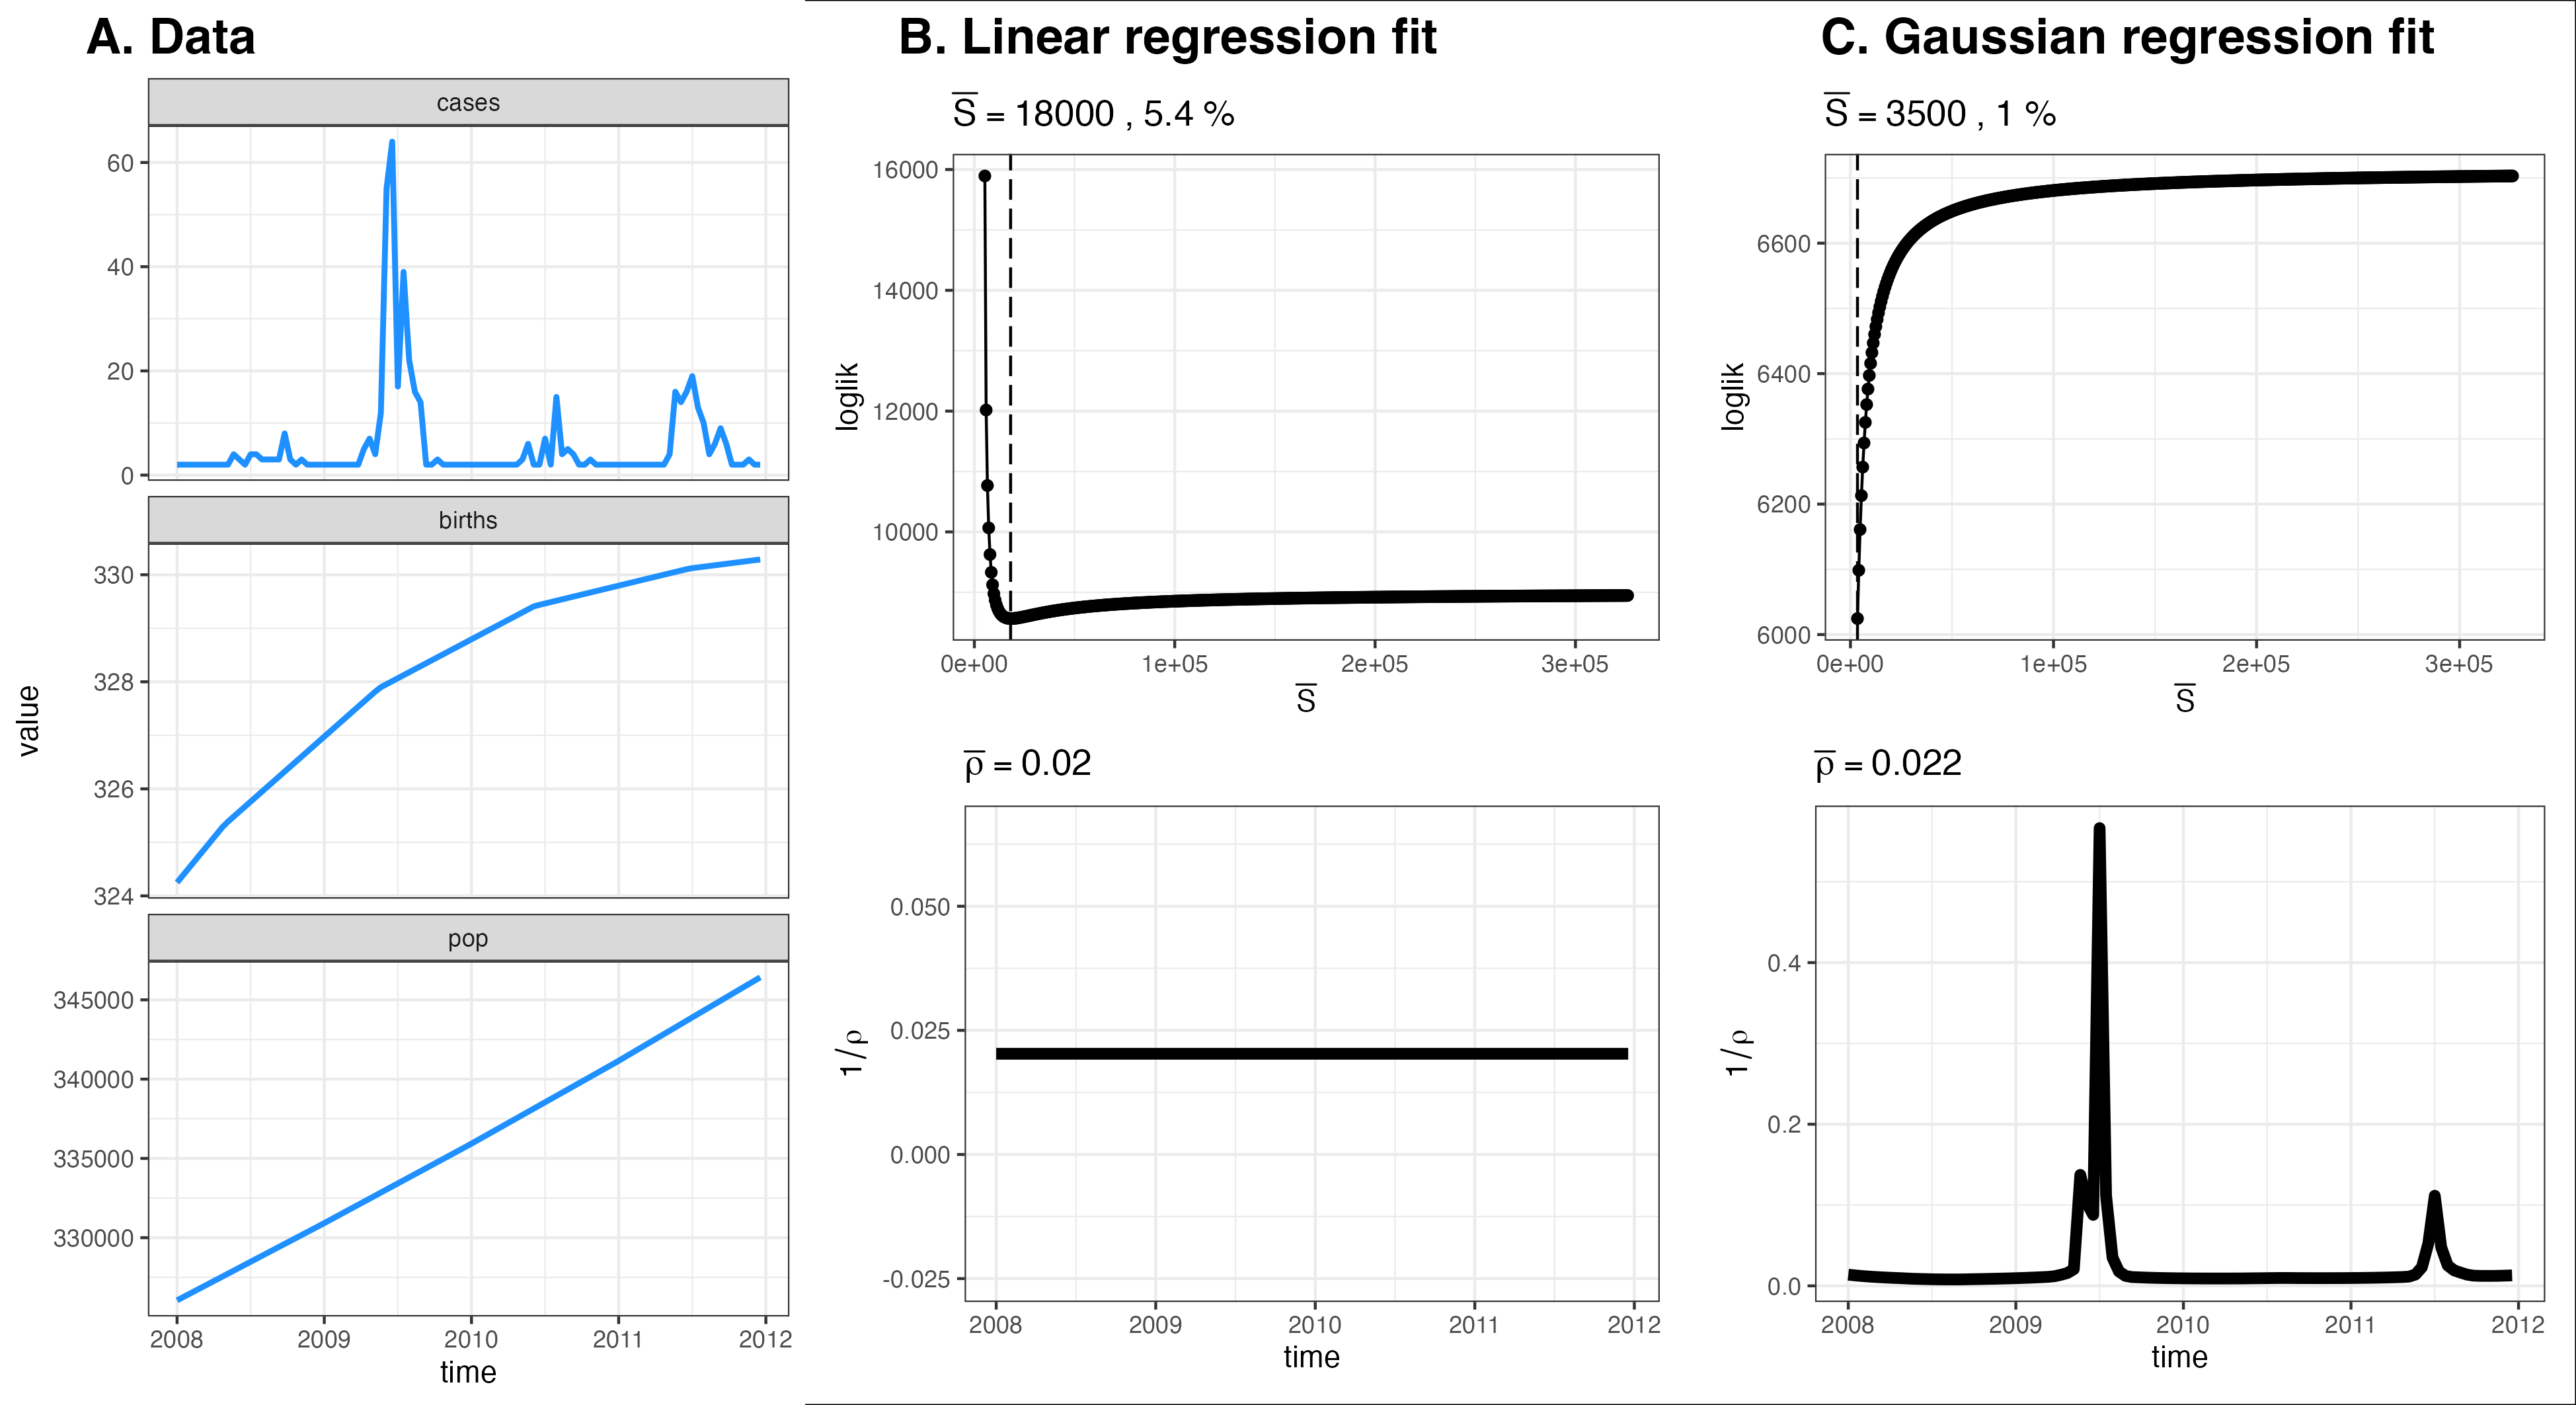 A. Data
cases
60
40
20
0
births
330
328
326
324
pop
345000
340000
335000
330000
2008 2009 2010 2011 2012
time
value
B. Linear regression fit
S̅ = 18000 , 5.4 %
16000
14000
12000
10000
loglik
0e+00 1e+05 2e+05 3e+05
S̅
ρ̅ = 0.02
0.050
0.025
0.000
-0.025
1/ρ
2008 2009 2010 2011 2012
time
C. Gaussian regression fit
S̅ = 3500 , 1 %
6600
6400
6200
6000
loglik
0e+00 1e+05 2e+05 3e+05
S̅
ρ̅ = 0.022
0.4
0.2
0.0
1/ρ
2008 2009 2010 2011 2012
time